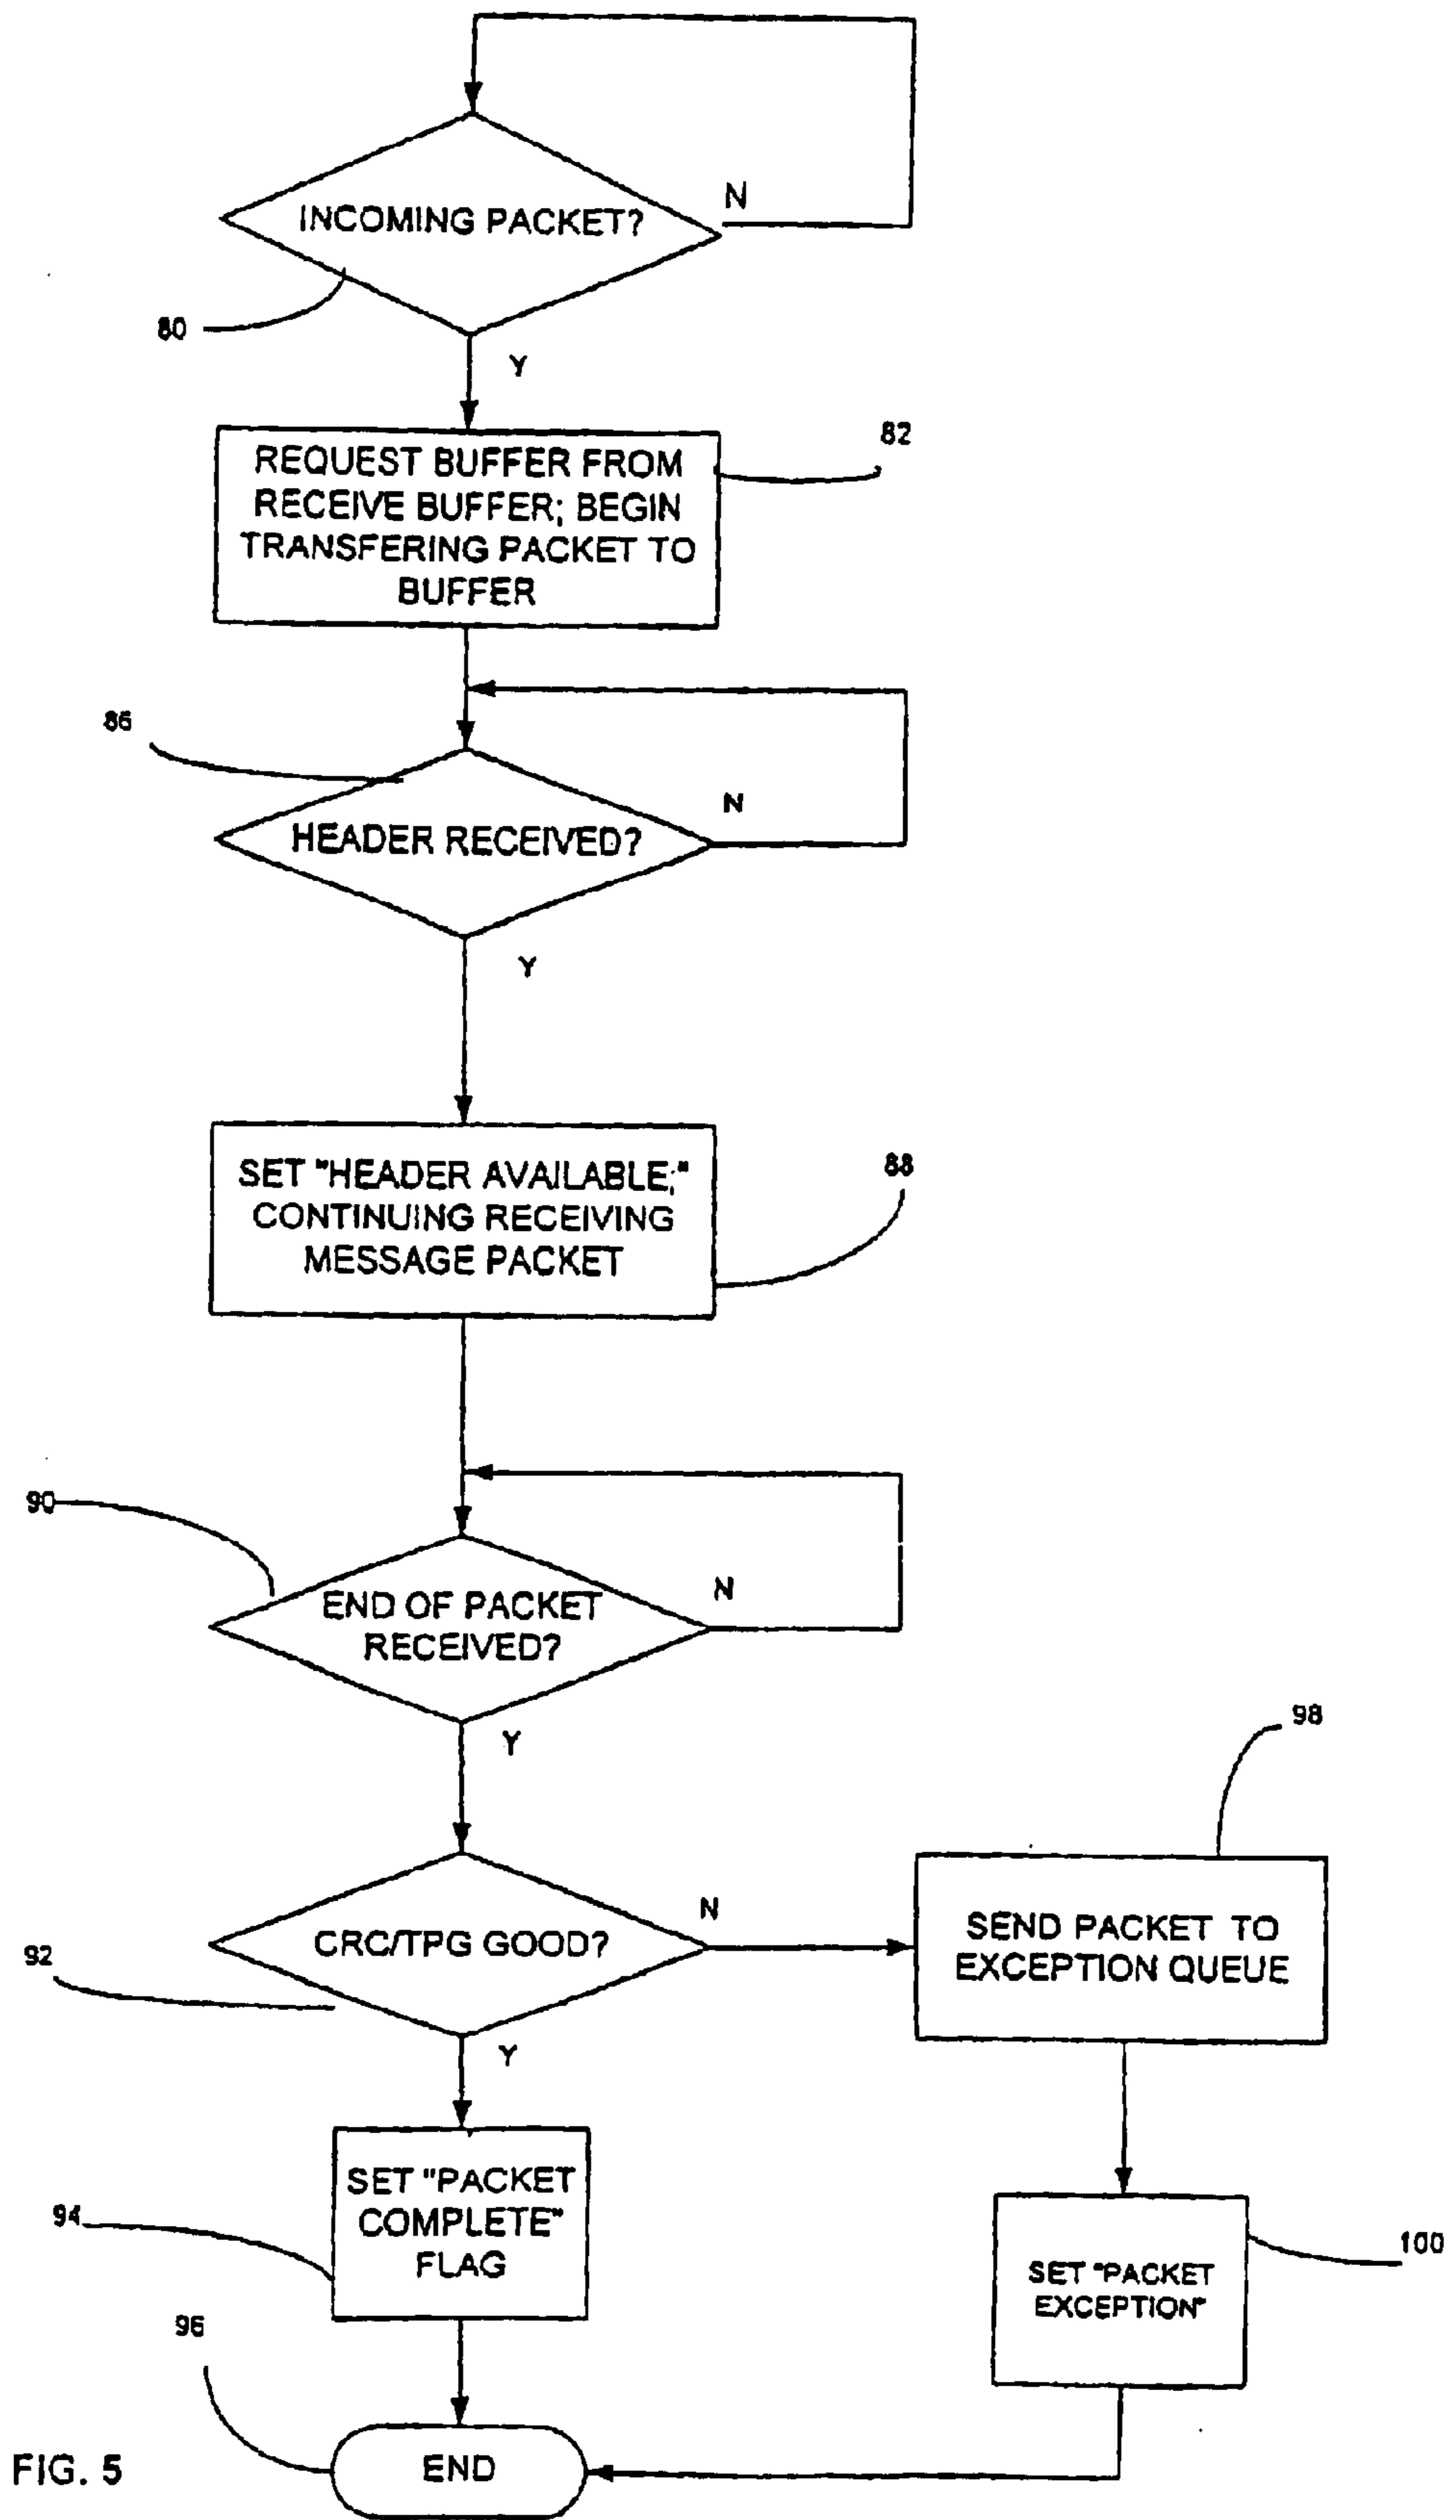 INCOMING PACKET?
N
80
Y
82
REQUEST BUFFER FROM
RECEIVE BUFFER; BEGIN
TRANSFERING PACKET TO
BUFFER
86
N
HEADER RECEIVED?
Y
88
SET "HEADER AVAILABLE;"
CONTINUING RECEIVING
MESSAGE PACKET
90
N
END OF PACKET
RECEIVED?
Y
98
N
CRC/TPG GOOD?
92
SEND PACKET TO
EXCEPTION QUEUE
Y
SET "PACKET
COMPLETE"
FLAG
94
100
SET "PACKET
EXCEPTION"
96
END
FIG. 5